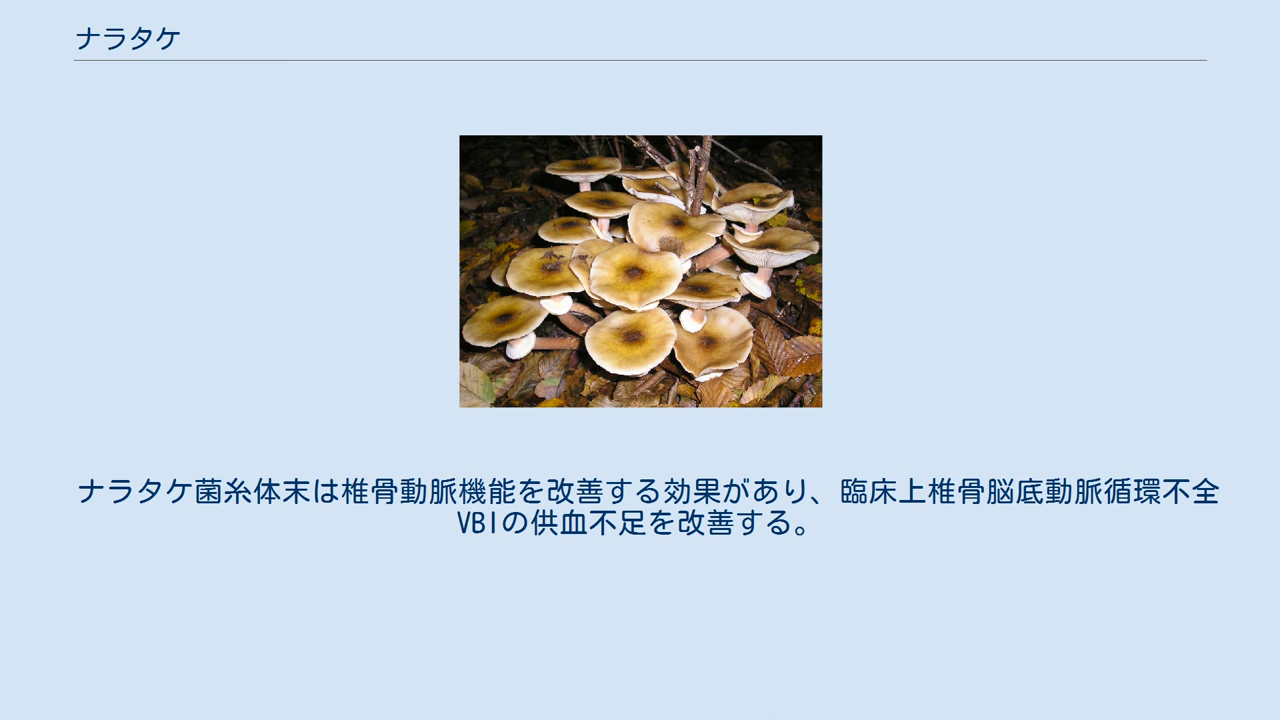 ナラタケ
ナラタケ菌糸体末は椎骨動脈機能を改善する効果があり、臨床上椎骨脳底動脈循環不全
VBIの供血不足を改善する。